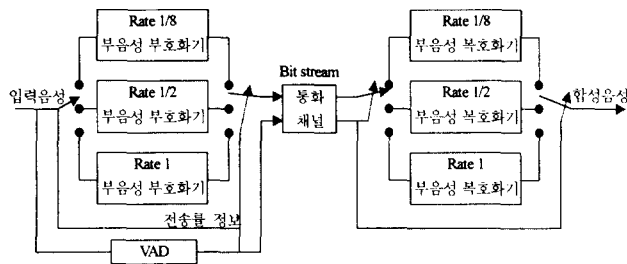 Rate 1/8
부음성 부호화기
Rate 1/8
부음성 복호화기
Bit stream
입력음성
Rate 1/2
부음성 부호화기
통화
채널
Rate 1/2
부음성 복호화기
합성음성
Rate 1
부음성 부호화기
Rate 1
부음성 복호화기
전송률 정보
VAD